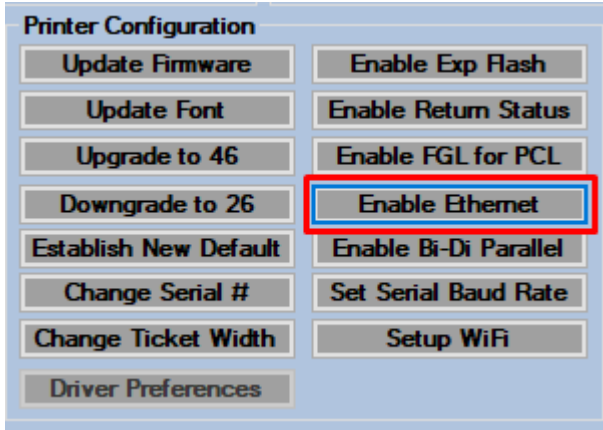 Printer Configuration
Update Firmware
Enable Exp Flash
Update Font
Enable Return Status
Upgrade to 46
Enable FGL for PCL
Downgrade to 26
Enable Ethernet
Establish New Default
Enable Bi-Di Parallel
Change Serial #
Set Serial Baud Rate
Change Ticket Width
Setup WiFi
Driver Preferences